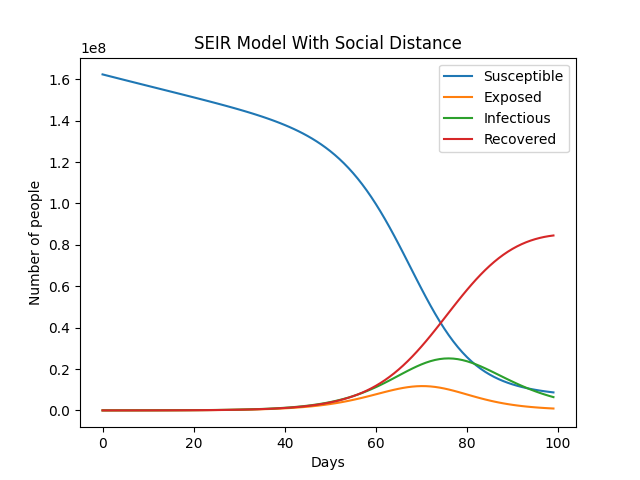 SEIR Model With Social Distance
1e8
Susceptible
Exposed
Infectious
Recovered
1.6
1.4
1.2
1.0
0.8
0.6
0.4
0.2
0.0
Number of people
0 20 40 60 80 100
Days